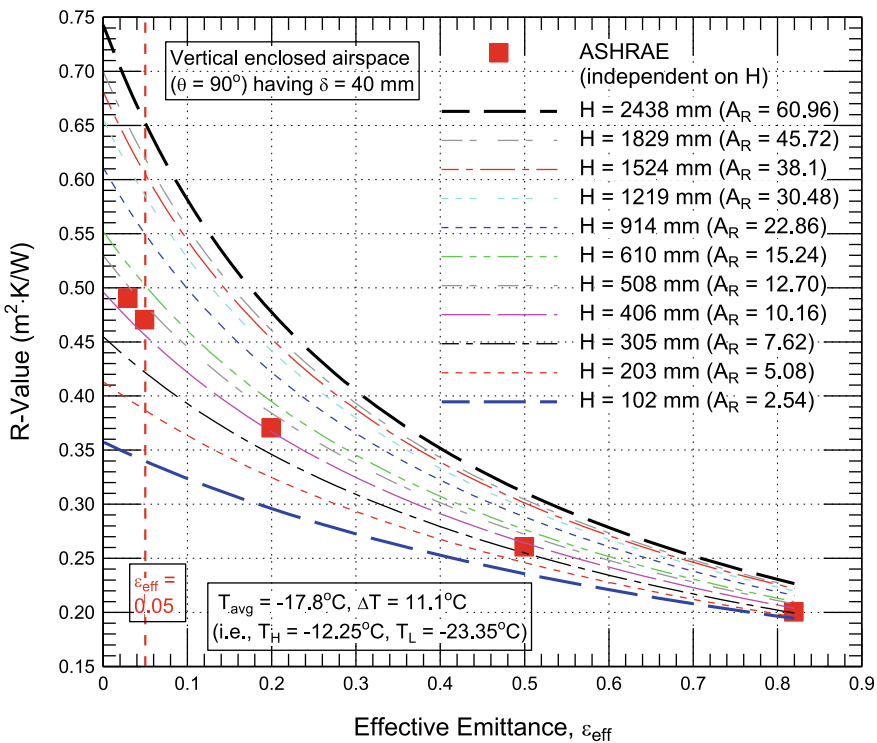 0.75
0.70
0.65
0.60
0.55
0.50
0.45
0.40
0.35
0.30
0.25
0.20
0.15
R-Value (m²·K/W)
Vertical enclosed airspace
(θ = 90°) having δ = 40 mm
ASHRAE
(independent on H)
H = 2438 mm (A_R = 60.96)
H = 1829 mm (A_R = 45.72)
H = 1524 mm (A_R = 38.1)
H = 1219 mm (A_R = 30.48)
H = 914 mm (A_R = 22.86)
H = 610 mm (A_R = 15.24)
H = 508 mm (A_R = 12.70)
H = 406 mm (A_R = 10.16)
H = 305 mm (A_R = 7.62)
H = 203 mm (A_R = 5.08)
H = 102 mm (A_R = 2.54)
ε_eff =
0.05
T_avg = -17.8°C, ΔT = 11.1°C
(i.e., T_H = -12.25°C, T_L = -23.35°C)
0 0.1 0.2 0.3 0.4 0.5 0.6 0.7 0.8 0.9
Effective Emittance, ε_eff